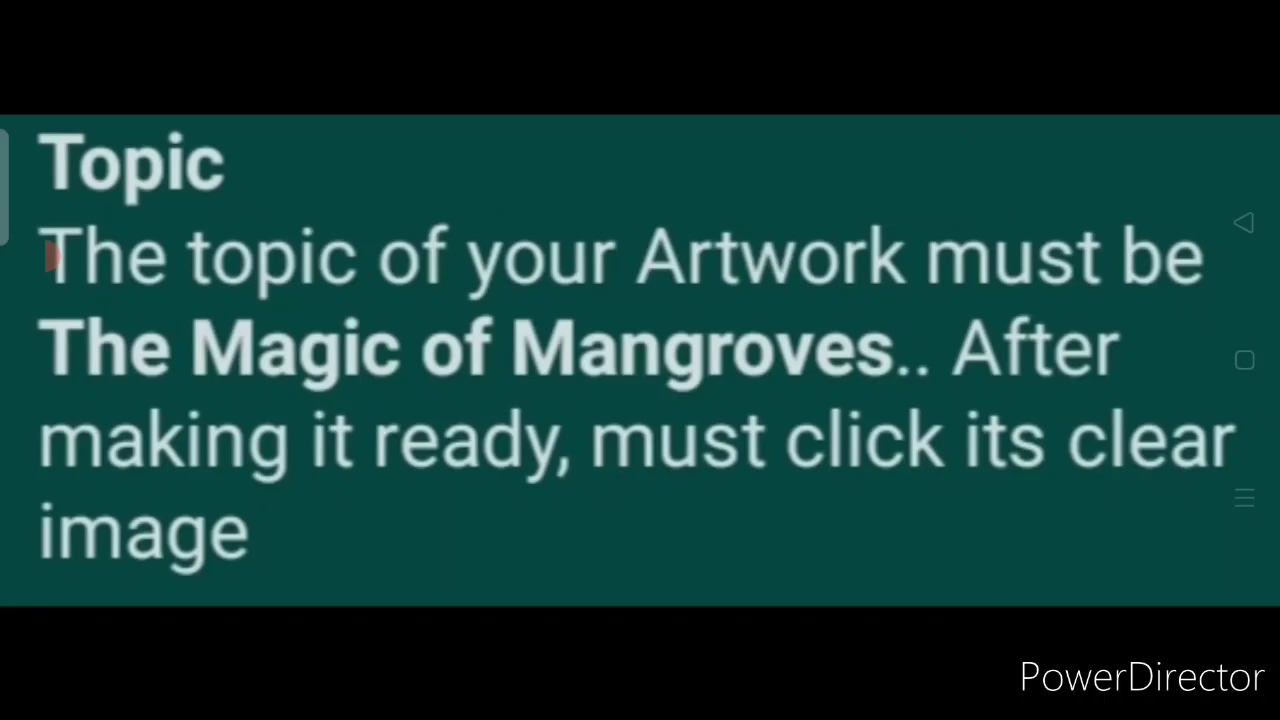 Topic
The topic of your Artwork must be
The Magic of Mangroves.. After
making it ready, must click its clear
image
PowerDirector